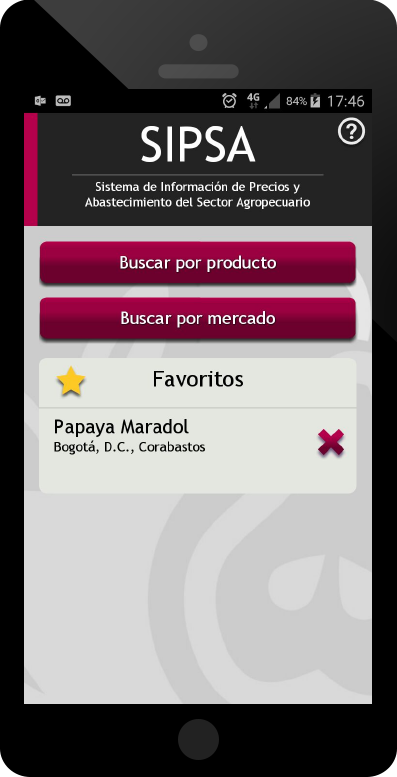 4G 84% 17:46
SIPSA
?
Sistema de Información de Precios y
Abastecimiento del Sector Agropecuario
Buscar por producto
Buscar por mercado
Favoritos
Papaya Maradol
Bogotá, D.C., Corabastos